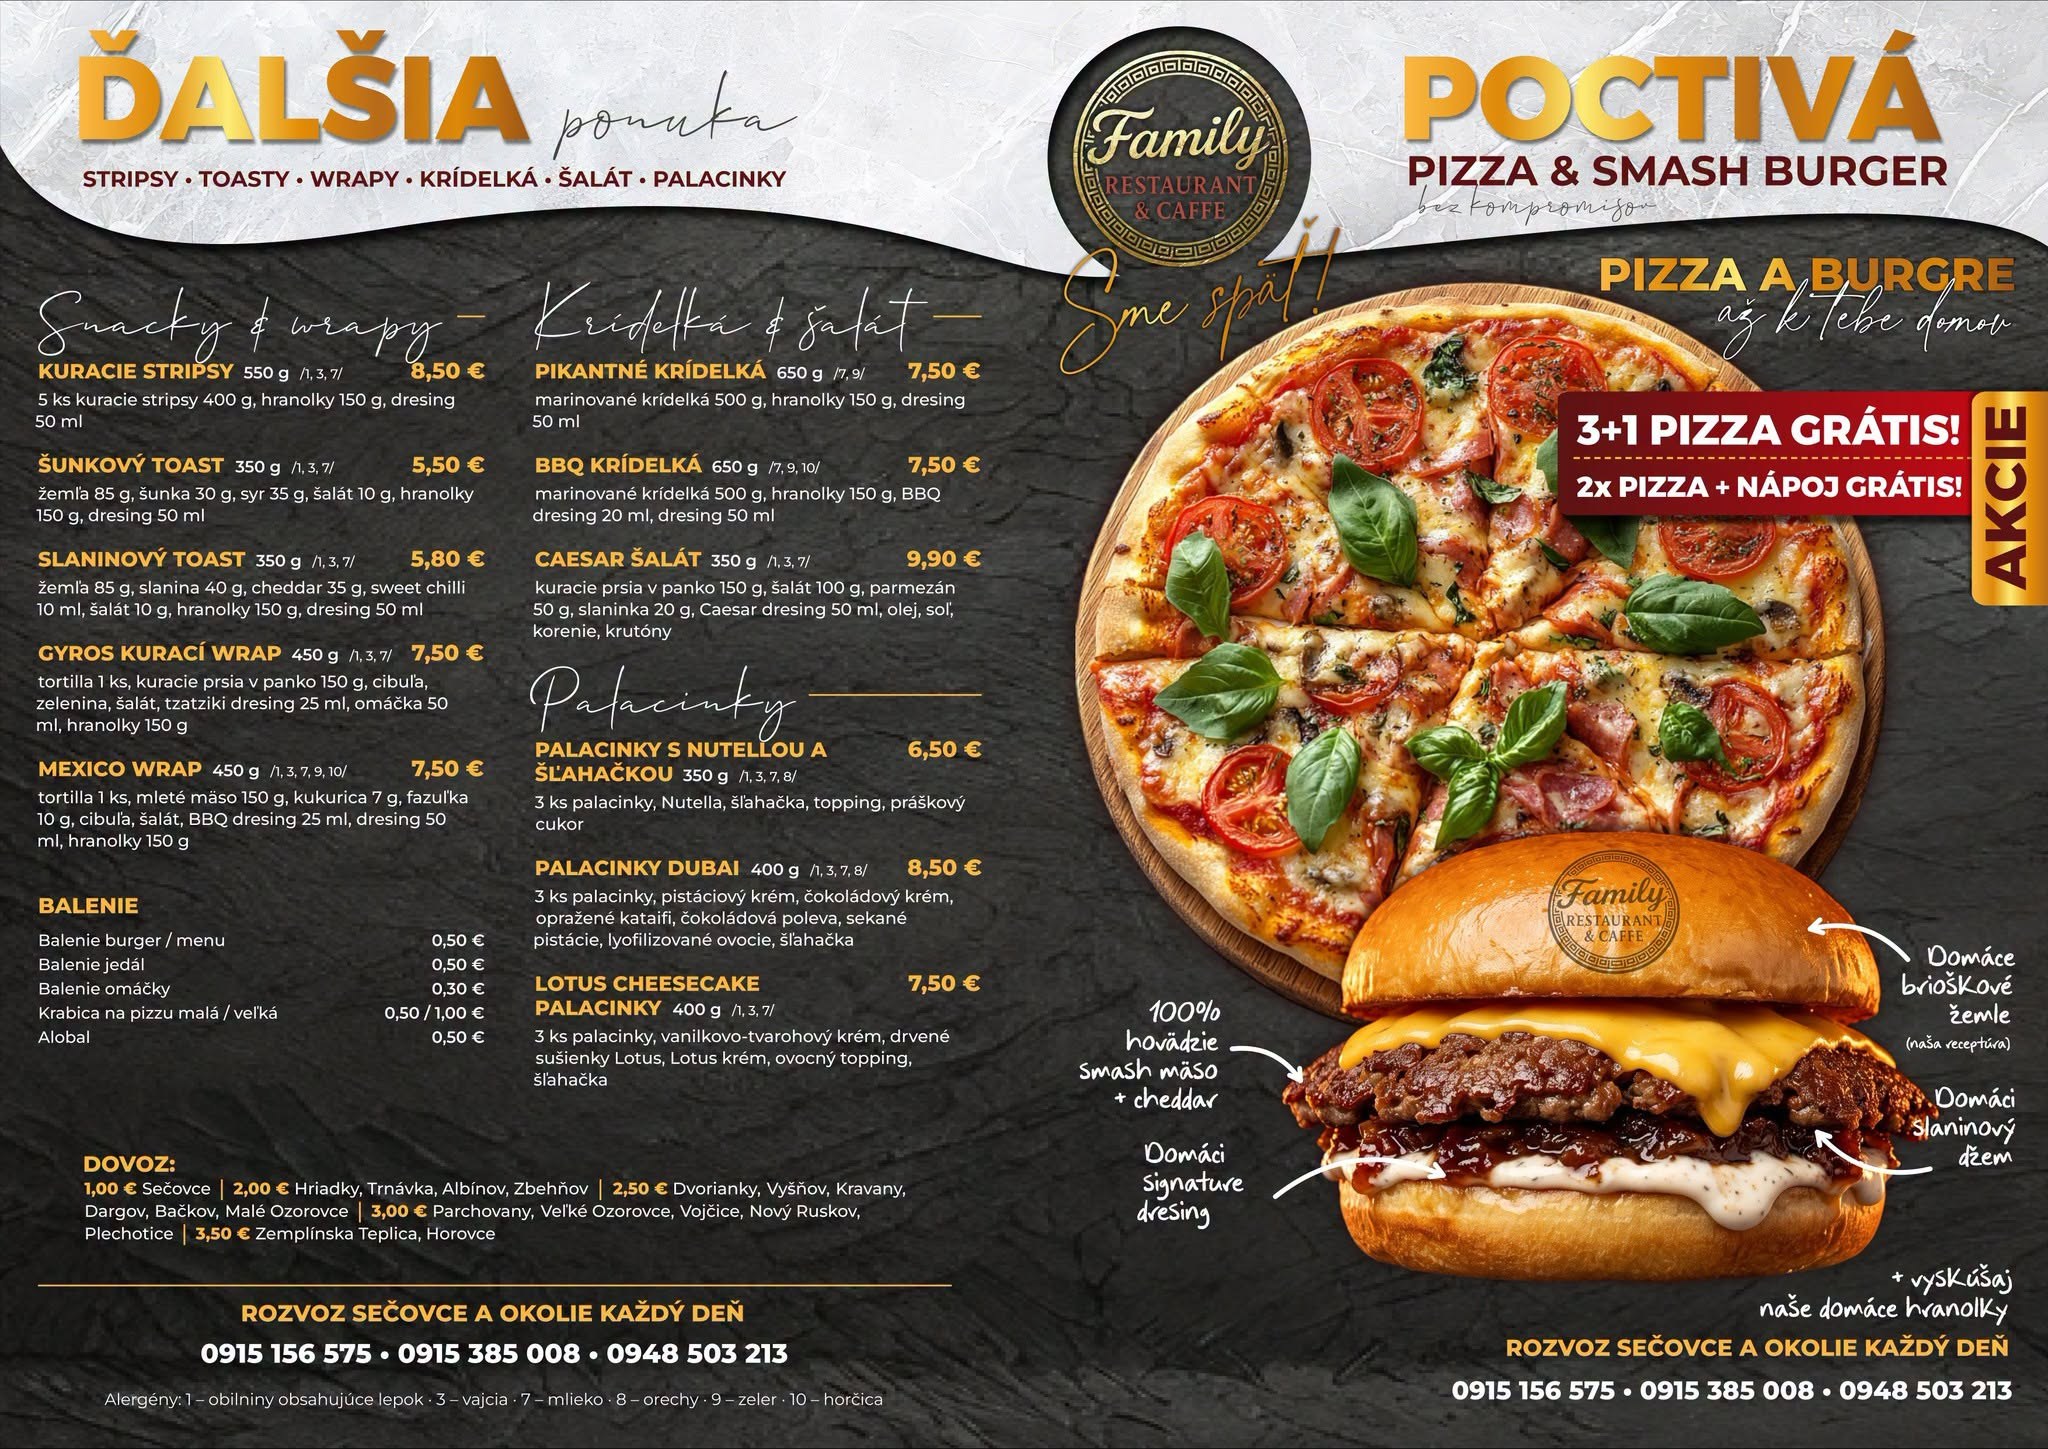 ĎALŠIA ponuka
STRIPSY • TOASTY • WRAPY • KRÍDELKÁ • ŠALÁT • PALACINKY
Snacky & wrapy
KURACIE STRIPSY 550 g /1, 3, 7/ 8,50 €
5 ks kuracie stripsy 400 g, hranolky 150 g, dresing
50 ml
ŠUNKOVÝ TOAST 350 g /1, 3, 7/ 5,50 €
žemľa 85 g, šunka 30 g, syr 35 g, šalát 10 g, hranolky
150 g, dresing 50 ml
SLANINOVÝ TOAST 350 g /1, 3, 7/ 5,80 €
žemľa 85 g, slanina 40 g, cheddar 35 g, sweet chilli
10 ml, šalát 10 g, hranolky 150 g, dresing 50 ml
GYROS KURACÍ WRAP 450 g /1, 3, 7/ 7,50 €
tortilla 1 ks, kuracie prsia v panko 150 g, cibuľa,
zelenina, šalát, tzatziki dresing 25 ml, omáčka 50
ml, hranolky 150 g
MEXICO WRAP 450 g /1, 3, 7, 9, 10/ 7,50 €
tortilla 1 ks, mleté mäso 150 g, kukurica 7 g, fazuľka
10 g, cibuľa, šalát, BBQ dresing 25 ml, dresing 50
ml, hranolky 150 g
BALENIE
Balenie burger / menu 0,50 €
Balenie jedál 0,50 €
Balenie omáčky 0,30 €
Krabica na pizzu malá / veľká 0,50 / 1,00 €
Alobal 0,50 €
Krídelká & šalát
PIKANTNÉ KRÍDELKÁ 650 g /7, 9/ 7,50 €
marinované krídelká 500 g, hranolky 150 g, dresing
50 ml
BBQ KRÍDELKÁ 650 g /7, 9, 10/ 7,50 €
marinované krídelká 500 g, hranolky 150 g, BBQ
dresing 20 ml, dresing 50 ml
CAESAR ŠALÁT 350 g /1, 3, 7/ 9,90 €
kuracie prsia v panko 150 g, šalát 100 g, parmezán
50 g, slaninka 20 g, Caesar dresing 50 ml, olej, soľ,
korenie, krutóny
Palacinky
PALACINKY S NUTELLOU A 6,50 €
ŠĽAHAČKOU 350 g /1, 3, 7, 8/
3 ks palacinky, Nutella, šľahačka, topping, práškový
cukor
PALACINKY DUBAI 400 g /1, 3, 7, 8/ 8,50 €
3 ks palacinky, pistáciový krém, čokoládový krém,
opražené kataifi, čokoládová poleva, sekané
pistácie, lyofilizované ovocie, šľahačka
LOTUS CHEESECAKE 7,50 €
PALACINKY 400 g /1, 3, 7/
3 ks palacinky, vanilkovo-tvarohový krém, drvené
sušienky Lotus, Lotus krém, ovocný topping,
šľahačka
DOVOZ:
1,00 € Sečovce | 2,00 € Hriadky, Trnávka, Albínov, Zbehňov | 2,50 € Dvorianky, Vyšňov, Kravany,
Dargov, Bačkov, Malé Ozorovce | 3,00 € Parchovany, Veľké Ozorovce, Vojčice, Nový Ruskov,
Plechotice | 3,50 € Zemplínska Teplica, Horovce
ROZVOZ SEČOVCE A OKOLIE KAŽDÝ DEŇ
0915 156 575 • 0915 385 008 • 0948 503 213
Alergény: 1 – obilniny obsahujúce lepok · 3 – vajcia · 7 – mlieko · 8 – orechy · 9 – zeler · 10 – horčica
Family
RESTAURANT
& CAFFE
Sme späť!
POCTIVÁ
PIZZA & SMASH BURGER
bez kompromisov
PIZZA A BURGRE
až k Tebe domov
3+1 PIZZA GRÁTIS!
2x PIZZA + NÁPOJ GRÁTIS!
AKCIE
Family
RESTAURANT
& CAFFE
100%
hovädzie
smash mäso
+ cheddar
Domáci
signature
dresing
Domáce
brioškové
žemle
(naša receptúra)
Domáci
slaninový
džem
+ vyskúšaj
naše domáce hranolky
ROZVOZ SEČOVCE A OKOLIE KAŽDÝ DEŇ
0915 156 575 • 0915 385 008 • 0948 503 213